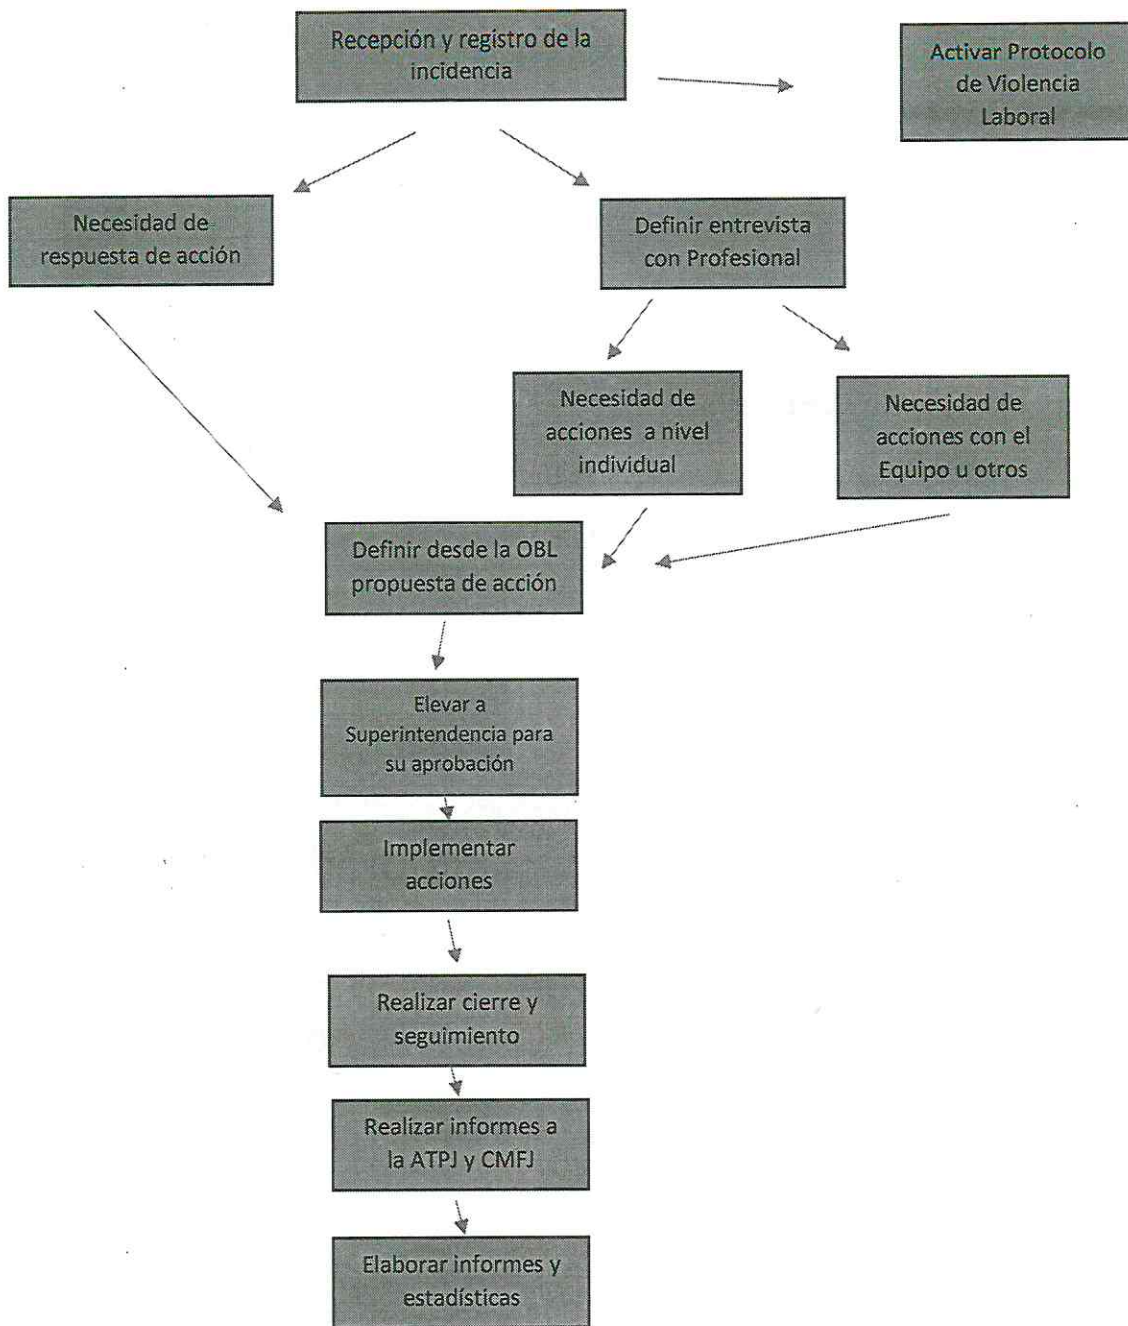 Recepción y registro de la
incidencia
Activar Protocolo
de Violencia
Laboral
Necesidad de
respuesta de acción
Definir entrevista
con Profesional
Necesidad de
acciones a nivel
individual
Necesidad de
acciones con el
Equipo u otros
Definir desde la OBL
propuesta de acción
Elevar a
Superintendencia para
su aprobación
Implementar
acciones
Realizar cierre y
seguimiento
Realizar informes a
la ATPJ y CMFJ
Elaborar informes y
estadísticas